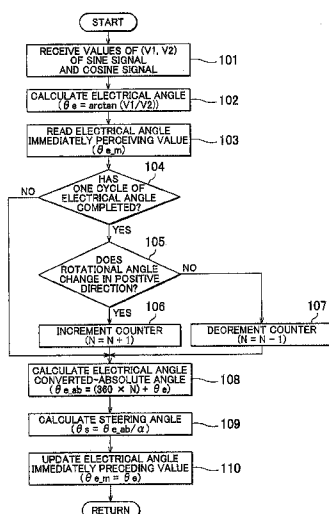 START
RECEIVE VALUES OF (V1, V2)
OF SINE SIGNAL
AND COSINE SIGNAL
101
CALCULATE ELECTRICAL ANGLE
(θe = arctan (V1/V2))
102
READ ELECTRICAL ANGLE
IMMEDIATELY PERCEIVING VALUE
(θe_m)
103
104
HAS
ONE CYCLE OF
ELECTRICAL ANGLE
COMPLETED?
NO
YES
105
DOES
ROTATIONAL ANGLE
CHANGE IN POSITIVE
DIRECTION?
NO
YES
106
INCREMENT COUNTER
(N = N + 1)
107
DECREMENT COUNTER
(N = N − 1)
CALCULATE ELECTRICAL ANGLE
CONVERTED-ABSOLUTE ANGLE
(θe_ab = (360 × N) + θe)
108
CALCULATE STEERING ANGLE
(θs = θe_ab/α)
109
UPDATE ELECTRICAL ANGLE
IMMEDIATELY PRECEDING VALUE
(θe_m = θe)
110
RETURN